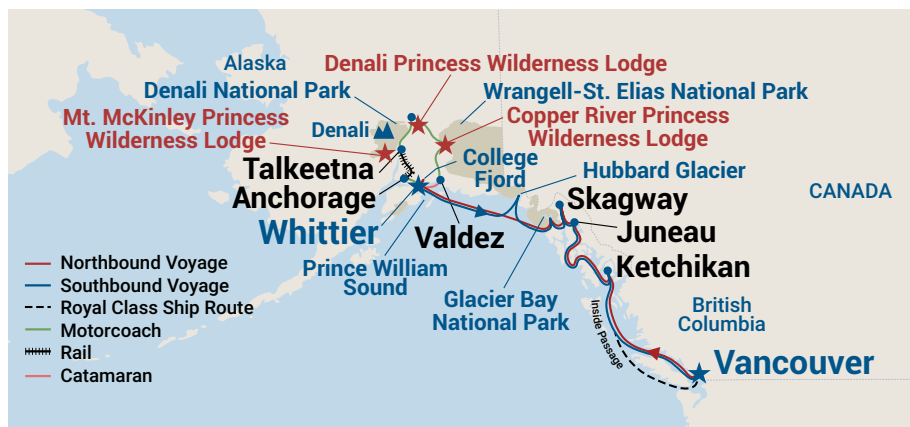 Alaska
Denali Princess Wilderness Lodge
Denali National Park
Wrangell-St. Elias National Park
Mt. McKinley Princess
Wilderness Lodge
Denali
Copper River Princess
Wilderness Lodge
Talkeetna
College
Fjord
Hubbard Glacier
Anchorage
Skagway
CANADA
Whittier
Valdez
Juneau
Prince William
Sound
Ketchikan
Glacier Bay
National Park
Inside Passage
British
Columbia
Vancouver
Northbound Voyage
Southbound Voyage
Royal Class Ship Route
Motorcoach
Rail
Catamaran
Rail